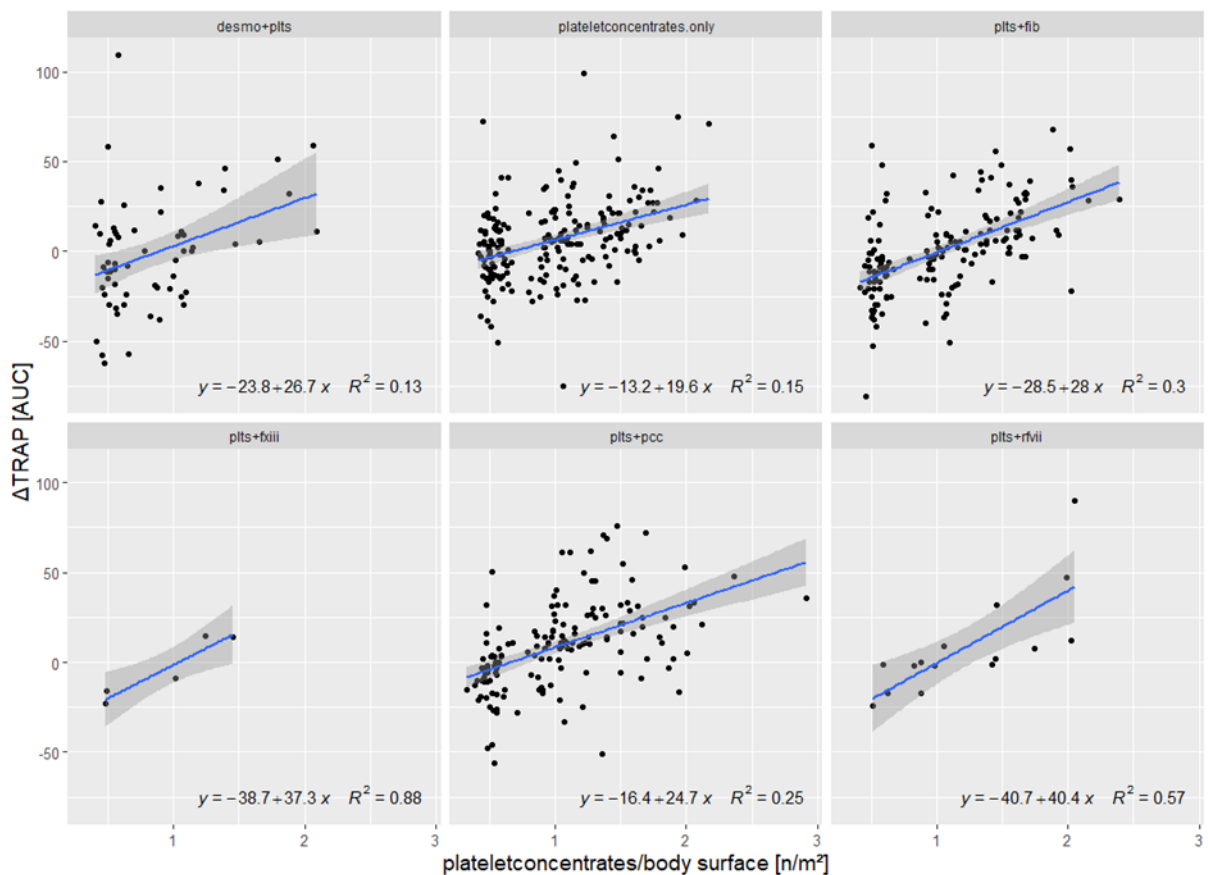 desmo+plts plateletconcentrates.only plts+fib
100
50
0
-50
y = −23.8+26.7 x R² = 0.13
y = −13.2+19.6 x R² = 0.15
y = −28.5+28 x R² = 0.3
ΔTRAP [AUC]
plts+fxiii plts+pcc plts+rfvii
100
50
0
-50
y = −38.7+37.3 x R² = 0.88
y = −16.4+24.7 x R² = 0.25
y = −40.7+40.4 x R² = 0.57
1 2 3 1 2 3 1 2 3
plateletconcentrates/body surface [n/m²]